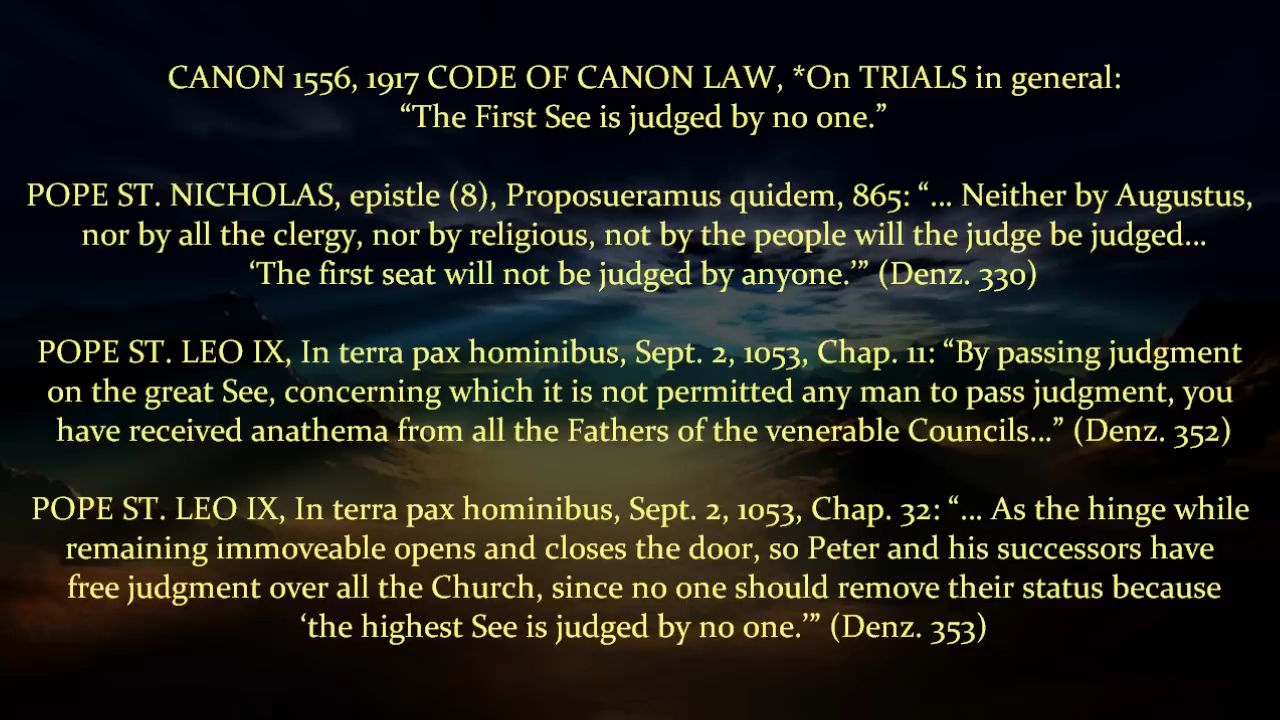 CANON 1556, 1917 CODE OF CANON LAW, *On TRIALS in general:
“The First See is judged by no one.”
POPE ST. NICHOLAS, epistle (8), Proposueramus quidem, 865: “... Neither by Augustus,
nor by all the clergy, nor by religious, not by the people will the judge be judged...
‘The first seat will not be judged by anyone.’” (Denz. 330)
POPE ST. LEO IX, In terra pax hominibus, Sept. 2, 1053, Chap. 11: “By passing judgment
on the great See, concerning which it is not permitted any man to pass judgment, you
have received anathema from all the Fathers of the venerable Councils...” (Denz. 352)
POPE ST. LEO IX, In terra pax hominibus, Sept. 2, 1053, Chap. 32: “... As the hinge while
remaining immoveable opens and closes the door, so Peter and his successors have
free judgment over all the Church, since no one should remove their status because
‘the highest See is judged by no one.’” (Denz. 353)